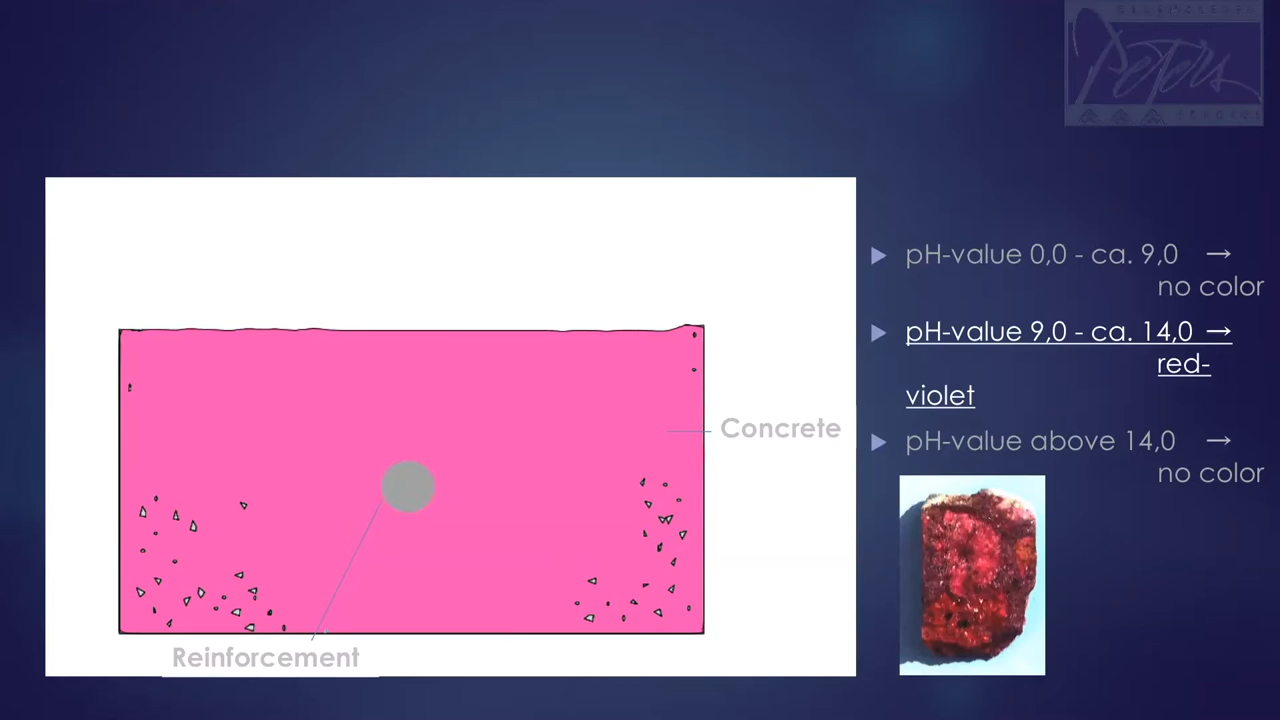 Peters
Concrete
Reinforcement
pH-value 0,0 - ca. 9,0 →
no color
pH-value 9,0 - ca. 14,0 →
red-
violet
pH-value above 14,0 →
no color